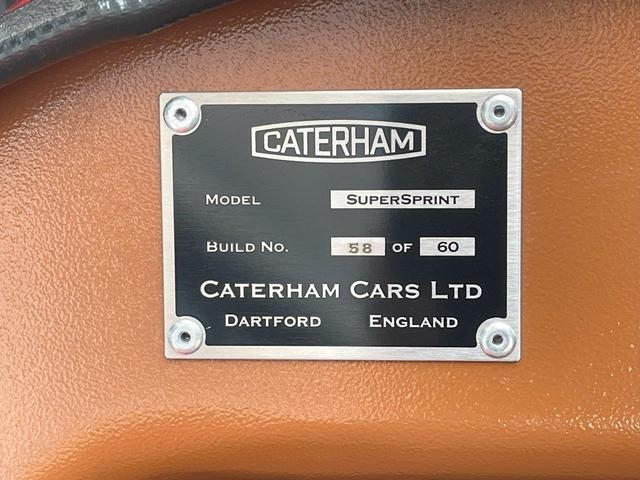 CATERHAM
MODEL SUPERSPRINT
BUILD NO. 58 OF 60
CATERHAM CARS LTD
DARTFORD ENGLAND